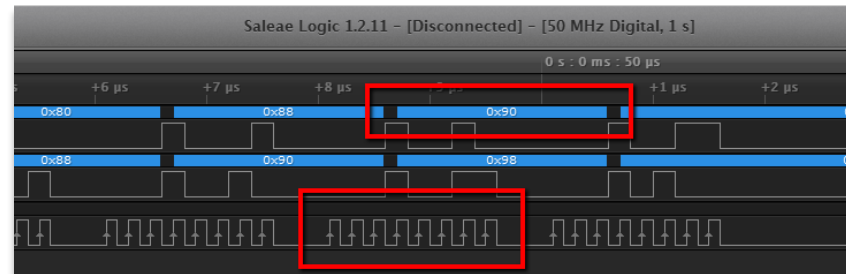 Saleae Logic 1.2.11 - [Disconnected] - [50 MHz Digital, 1 s]
0 s : 0 ms : 50 µs
+6 µs +7 µs +8 µs +1 µs +2 µs
0x80 0x88 0x90
0x88 0x90 0x98